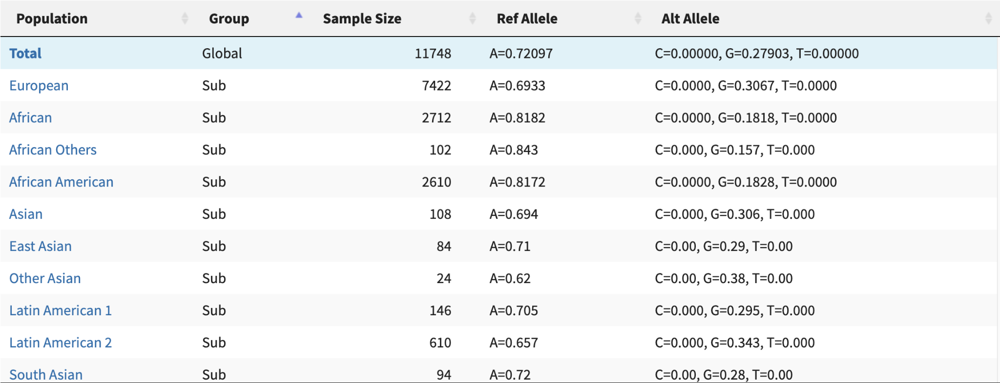 Population Group Sample Size Ref Allele Alt Allele
Total Global 11748 A=0.72097 C=0.00000, G=0.27903, T=0.00000
European Sub 7422 A=0.6933 C=0.0000, G=0.3067, T=0.0000
African Sub 2712 A=0.8182 C=0.0000, G=0.1818, T=0.0000
African Others Sub 102 A=0.843 C=0.000, G=0.157, T=0.000
African American Sub 2610 A=0.8172 C=0.0000, G=0.1828, T=0.0000
Asian Sub 108 A=0.694 C=0.000, G=0.306, T=0.000
East Asian Sub 84 A=0.71 C=0.00, G=0.29, T=0.00
Other Asian Sub 24 A=0.62 C=0.00, G=0.38, T=0.00
Latin American 1 Sub 146 A=0.705 C=0.000, G=0.295, T=0.000
Latin American 2 Sub 610 A=0.657 C=0.000, G=0.343, T=0.000
South Asian Sub 94 A=0.72 C=0.00, G=0.28, T=0.00